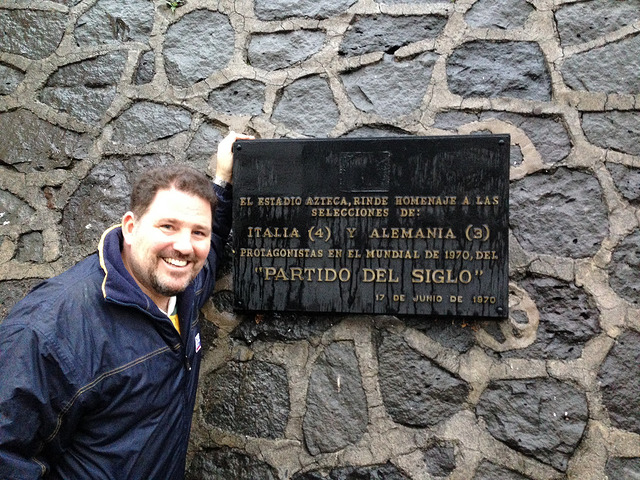 EL ESTADIO AZTECA, RINDE HOMENAJE A LAS
SELECCIONES DE:
ITALIA (4) Y ALEMANIA (3)
PROTAGONISTAS EN EL MUNDIAL DE 1970, DEL
"PARTIDO DEL SIGLO"
17 DE JUNIO DE 1970